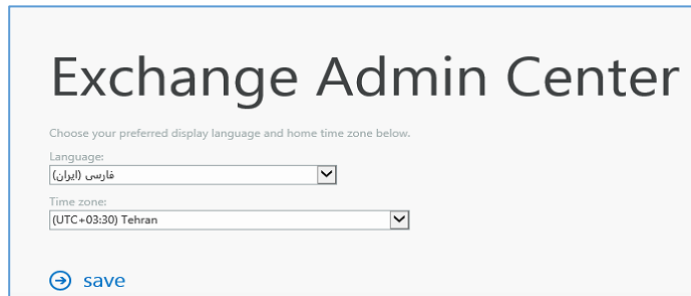 Exchange Admin Center
Choose your preferred display language and home time zone below.
Language:
فارسی (ایران)
Time zone:
(UTC+03:30) Tehran
save